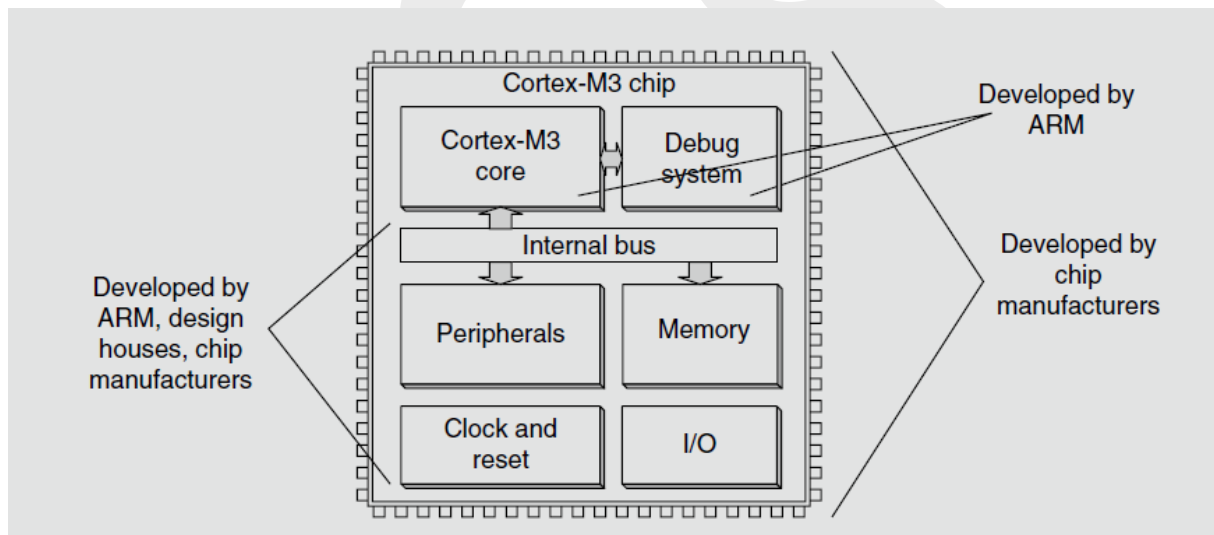 Cortex-M3 chip
Cortex-M3
core
Debug
system
Developed by
ARM
Internal bus
Developed by
ARM, design
houses, chip
manufacturers
Developed by
chip
manufacturers
Peripherals
Memory
Clock and
reset
I/O